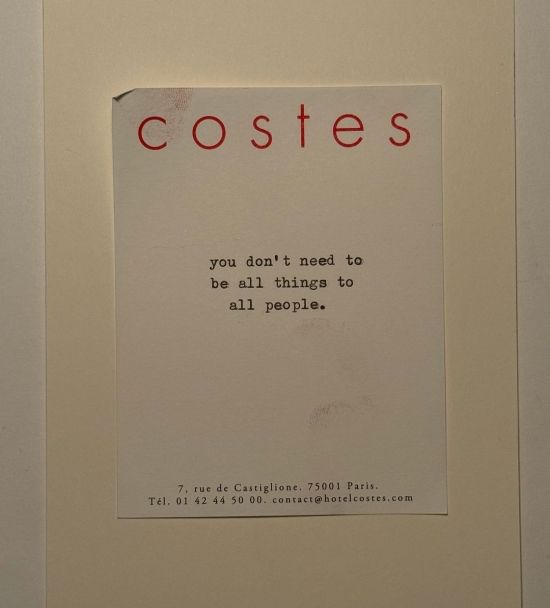 costes
you don't need to
be all things to
all people.
7, rue de Castiglione. 75001 Paris.
Tél. 01 42 44 50 00. contact@hotelcostes.com